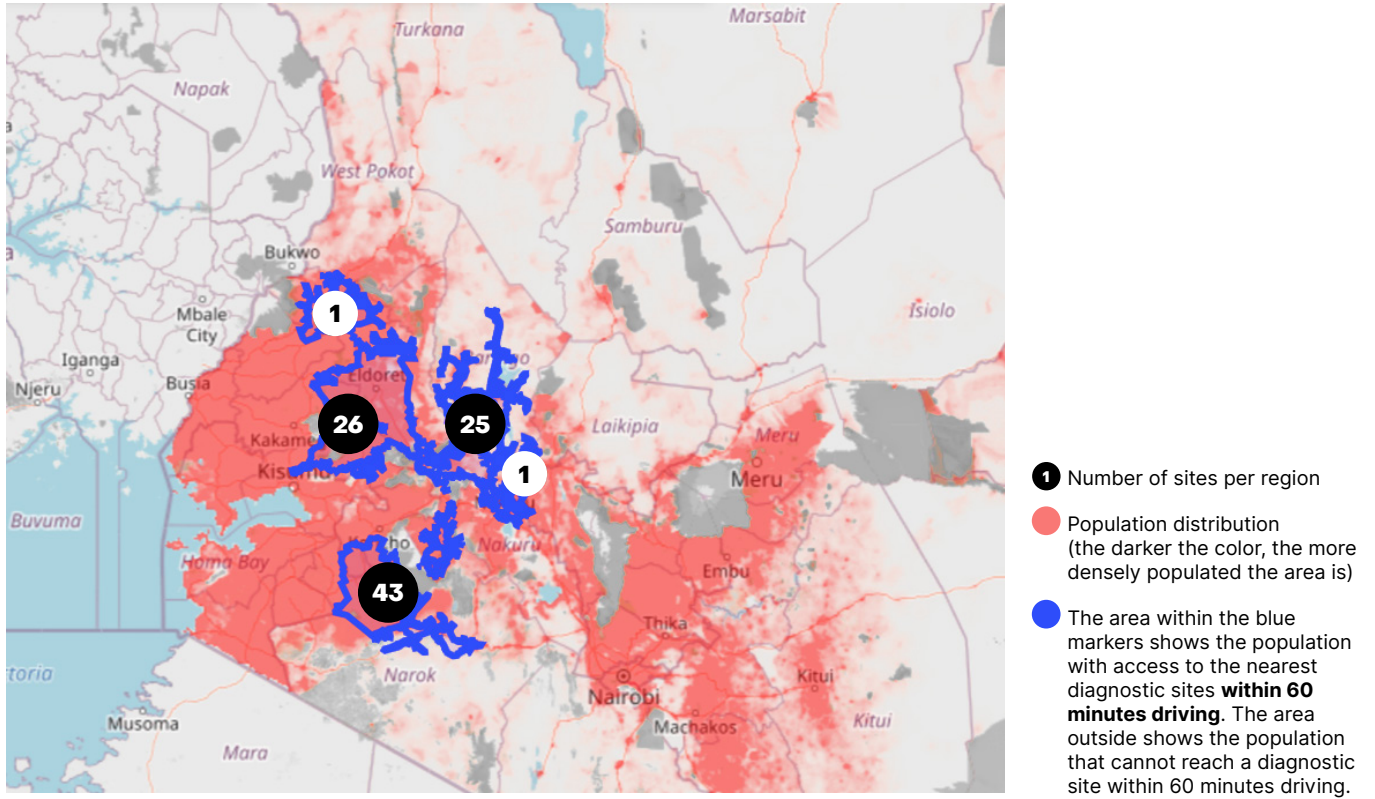 Marsabit
Turkana
Napak
West Pokot
Samburu
Bukwo
Isiolo
1
Mbale
City
Iganga
Eldoret
Busia
Njeru
26
25
Laikipia
Meru
Kakame
Kisumu
1
Meru
Buvuma
Nakuru
Homa Bay
Embu
43
Thika
Narok
Kitui
Nairobi
Kitui
Musoma
Machakos
Mara
1 Number of sites per region
Population distribution
(the darker the color, the more
densely populated the area is)
The area within the blue
markers shows the population
with access to the nearest
diagnostic sites within 60
minutes driving. The area
outside shows the population
that cannot reach a diagnostic
site within 60 minutes driving.